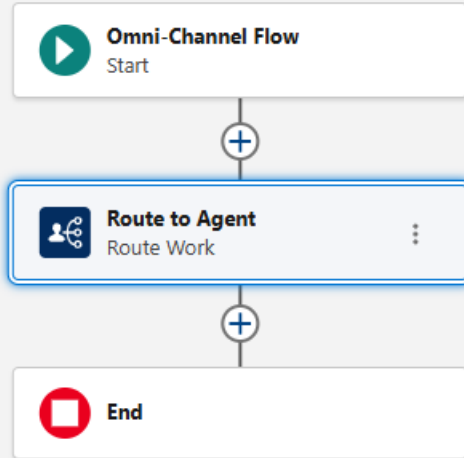 Omni-Channel Flow
Start
Route to Agent
Route Work
End